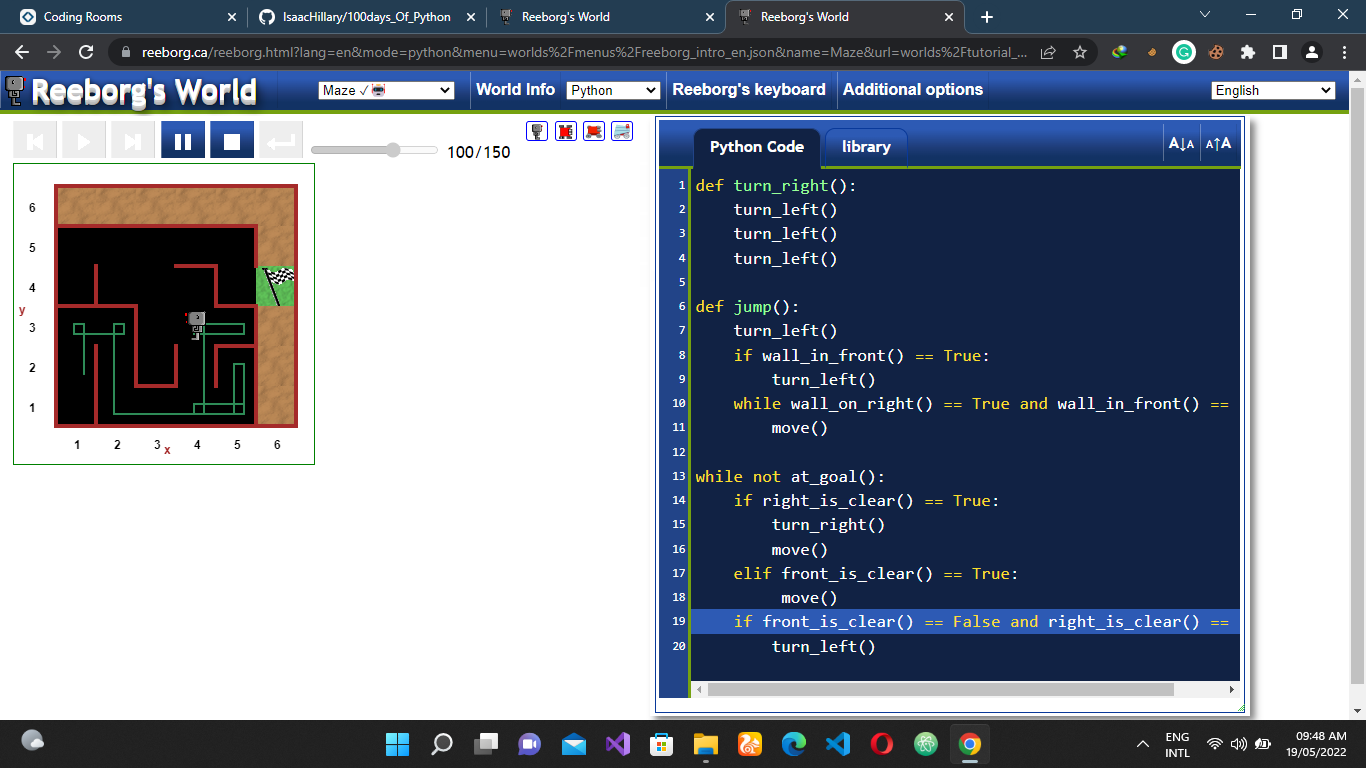 Coding Rooms
IsaacHillary/100days_Of_Python
Reeborg's World
Reeborg's World
reeborg.ca/reeborg.html?lang=en&mode=python&menu=worlds%2Fmenus%2Freeborg_intro_en.json&name=Maze&url=worlds%2Ftutorial_...
Reeborg's World
Maze ✓
World Info
Python
Reeborg's keyboard
Additional options
English
100/150
Python Code
library
A↓A
A↑A
6
5
4
y
3
2
1
1 2 3 x 4 5 6
1 def turn_right():
2 turn_left()
3 turn_left()
4 turn_left()
5
6 def jump():
7 turn_left()
8 if wall_in_front() == True:
9 turn_left()
10 while wall_on_right() == True and wall_in_front() ==
11 move()
12
13 while not at_goal():
14 if right_is_clear() == True:
15 turn_right()
16 move()
17 elif front_is_clear() == True:
18 move()
19 if front_is_clear() == False and right_is_clear() ==
20 turn_left()
ENG
INTL
09:48 AM
19/05/2022